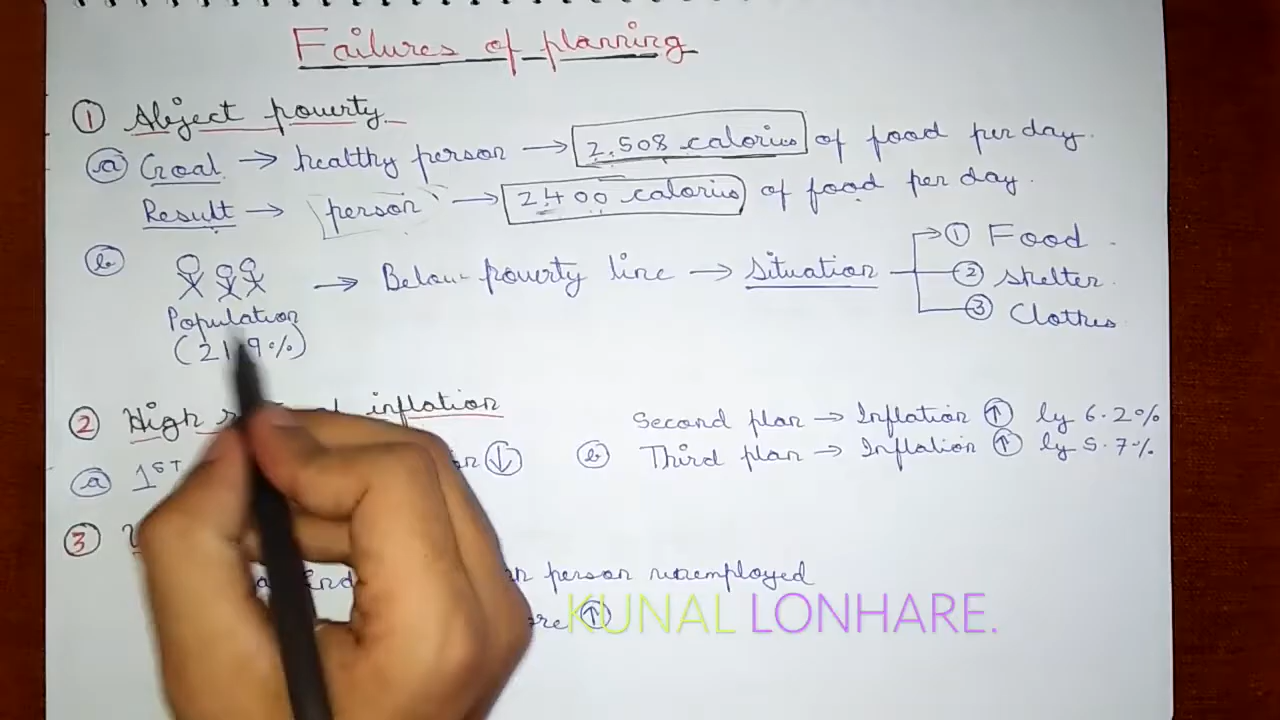 Failures of planning
① Abject poverty
ⓐ Goal → healthy person → 2,508 calories of food per day.
Result → person → 2400 calories of food per day.
ⓑ → Below poverty line → Situation ① Food
② shelter
③ Clothes
Population
(21.9%)
② High inflation
Second plan → Inflation ↑ by 6.2%
ⓐ 1ST ↓ ⓑ Third plan → Inflation ↑ by 5.7%
③
person unemployed
↑
KUNAL LONHARE.